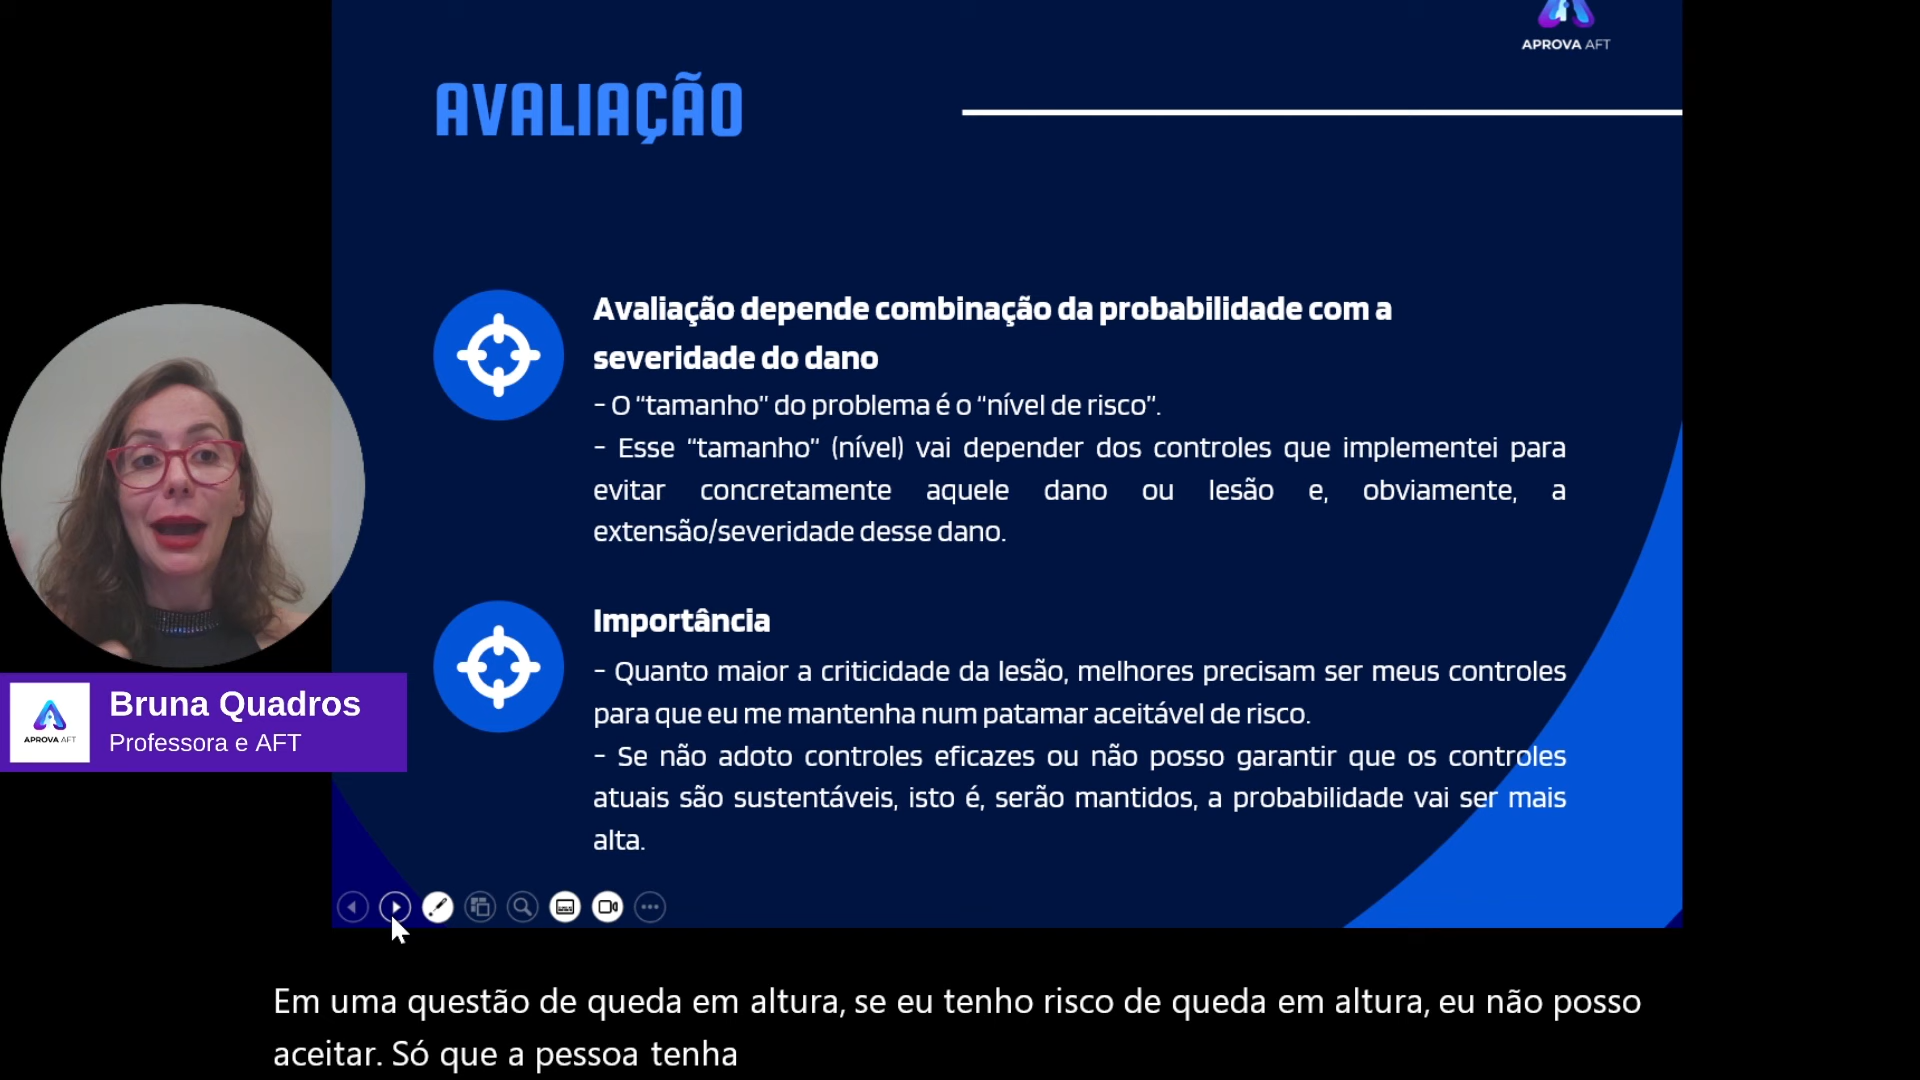 APROVA AFT
AVALIAÇÃO
Avaliação depende combinação da probabilidade com a
severidade do dano
- O “tamanho” do problema é o “nível de risco”.
- Esse “tamanho” (nível) vai depender dos controles que implementei para
evitar concretamente aquele dano ou lesão e, obviamente, a
extensão/severidade desse dano.
Importância
- Quanto maior a criticidade da lesão, melhores precisam ser meus controles
para que eu me mantenha num patamar aceitável de risco.
- Se não adoto controles eficazes ou não posso garantir que os controles
atuais são sustentáveis, isto é, serão mantidos, a probabilidade vai ser mais
alta.
Bruna Quadros
Professora e AFT
APROVA AFT
Em uma questão de queda em altura, se eu tenho risco de queda em altura, eu não posso
aceitar. Só que a pessoa tenha